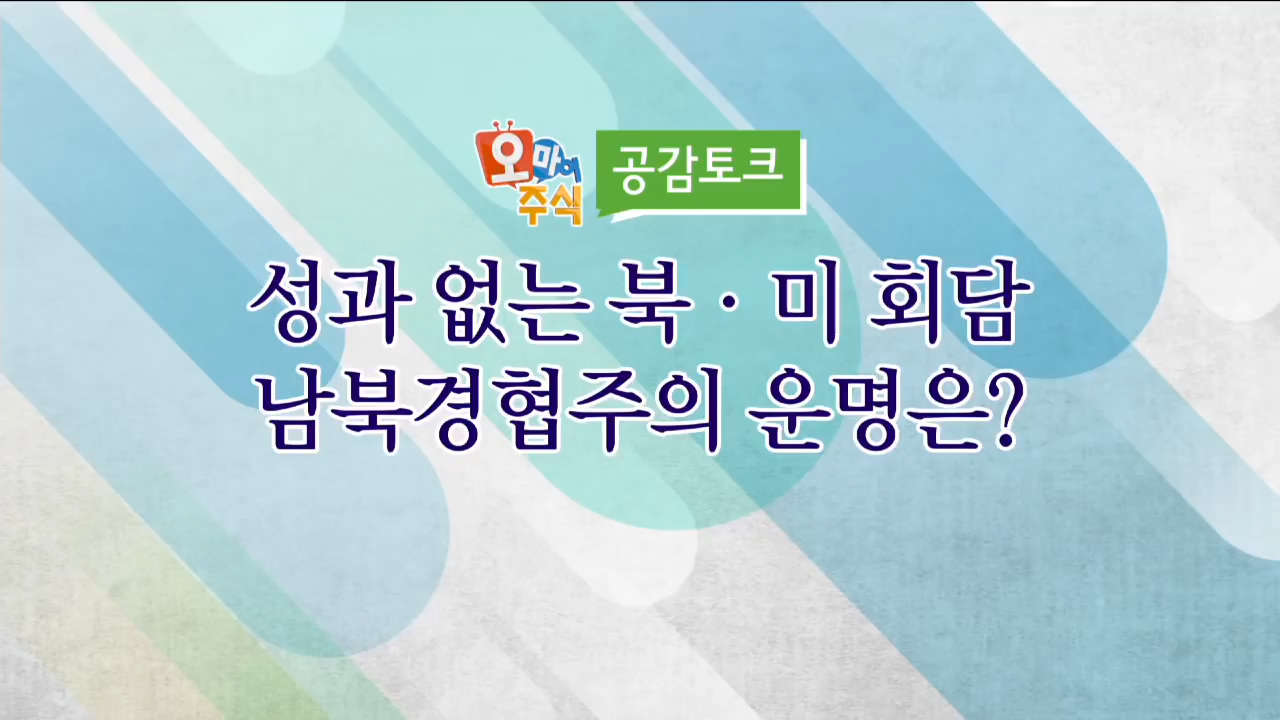 오마이
주식
공감토크
성과 없는 북·미 회담
남북경협주의 운명은?